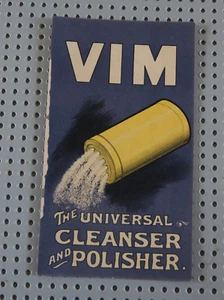 VIM
THE UNIVERSAL
CLEANSER
AND POLISHER.